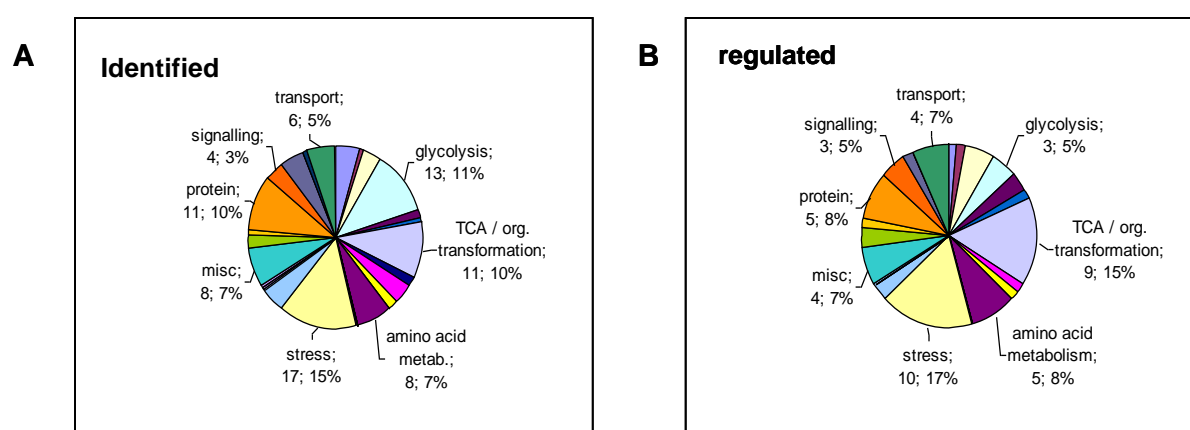 A
Identified
transport;
6; 5%
signalling;
4; 3%
glycolysis;
13; 11%
protein;
11; 10%
TCA / org.
transformation;
11; 10%
misc;
8; 7%
amino acid
metab.;
8; 7%
stress;
17; 15%
B
regulated
transport;
4; 7%
signalling;
3; 5%
glycolysis;
3; 5%
protein;
5; 8%
TCA / org.
transformation;
9; 15%
misc;
4; 7%
amino acid
metabolism;
5; 8%
stress;
10; 17%